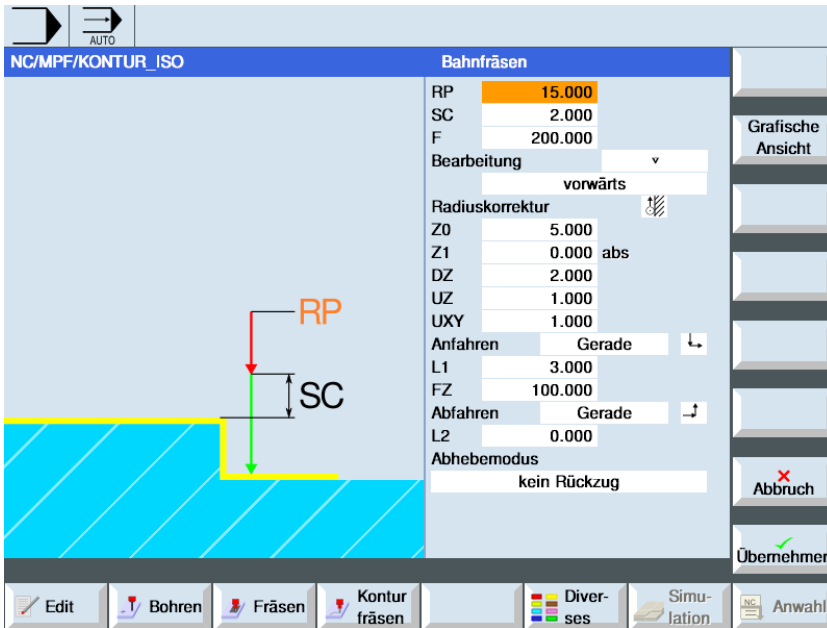 AUTO
NC/MPF/KONTUR_ISO
Bahnfräsen
RP 15.000
SC 2.000
F 200.000
Bearbeitung v
vorwärts
Radiuskorrektur
Z0 5.000
Z1 0.000 abs
DZ 2.000
UZ 1.000
UXY 1.000
Anfahren Gerade
L1 3.000
FZ 100.000
Abfahren Gerade
L2 0.000
Abhebemodus
kein Rückzug
RP
SC
Grafische
Ansicht
Abbruch
Übernehmen
Edit
Bohren
Fräsen
Kontur
fräsen
Diver-
ses
Simu-
lation
NC
Anwahl